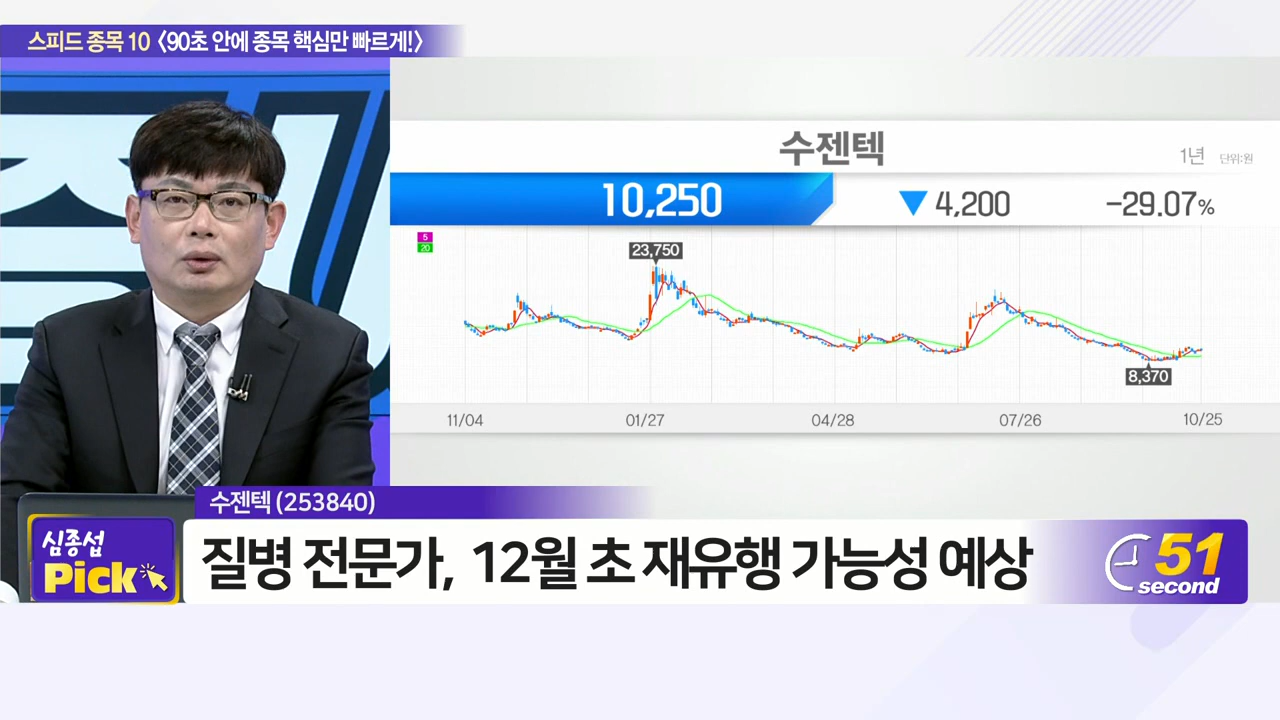 스피드 종목 10 <90초 안에 종목 핵심만 빠르게!>
수젠텍
1년 단위:원
10,250 ▼4,200 -29.07%
5
20
23,750
8,370
11/04 01/27 04/28 07/26 10/25
수젠텍 (253840)
심종섭
Pick
질병 전문가, 12월 초 재유행 가능성 예상
51
second